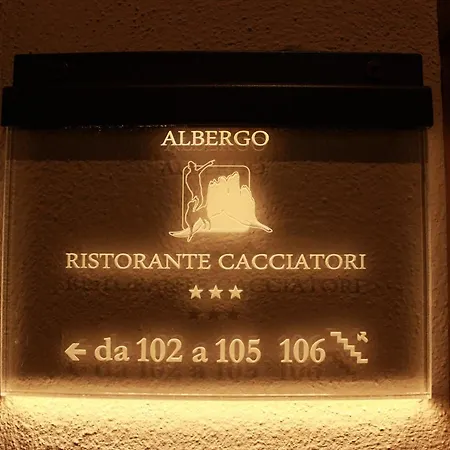 ALBERGO
RISTORANTE CACCIATORI
★★★
← da 102 a 105 106